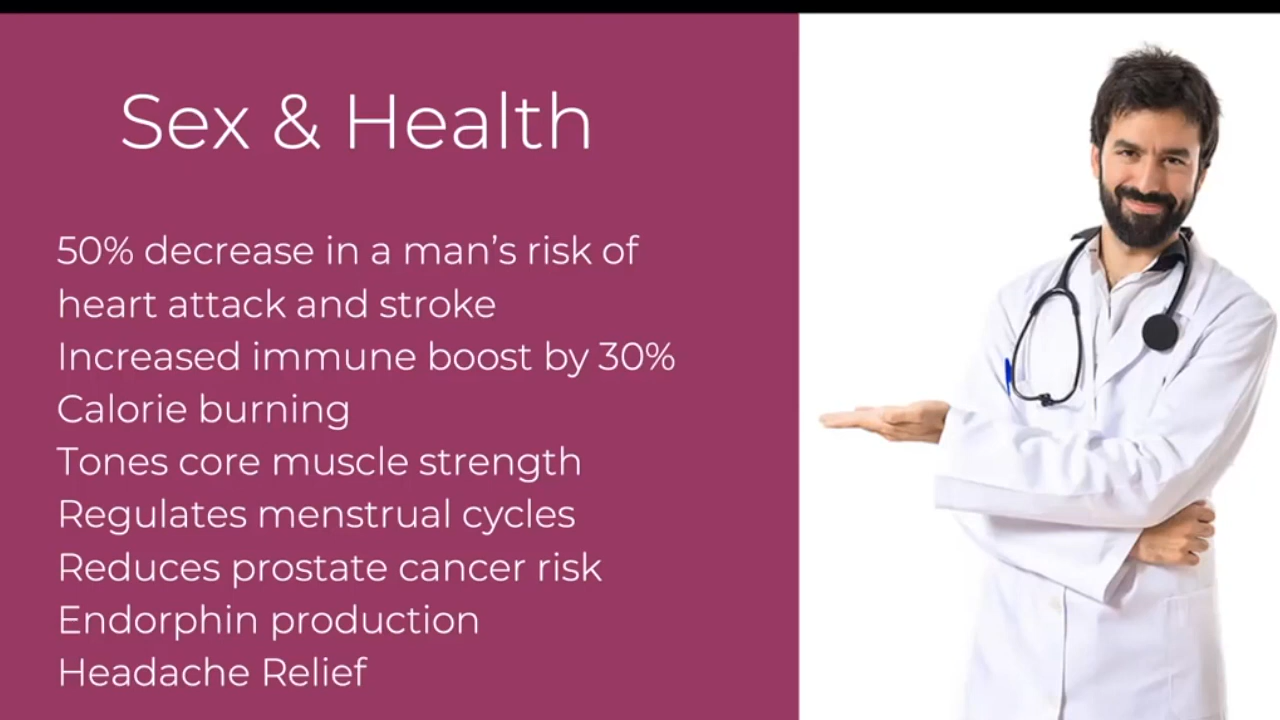 Sex & Health
50% decrease in a man’s risk of
heart attack and stroke
Increased immune boost by 30%
Calorie burning
Tones core muscle strength
Regulates menstrual cycles
Reduces prostate cancer risk
Endorphin production
Headache Relief